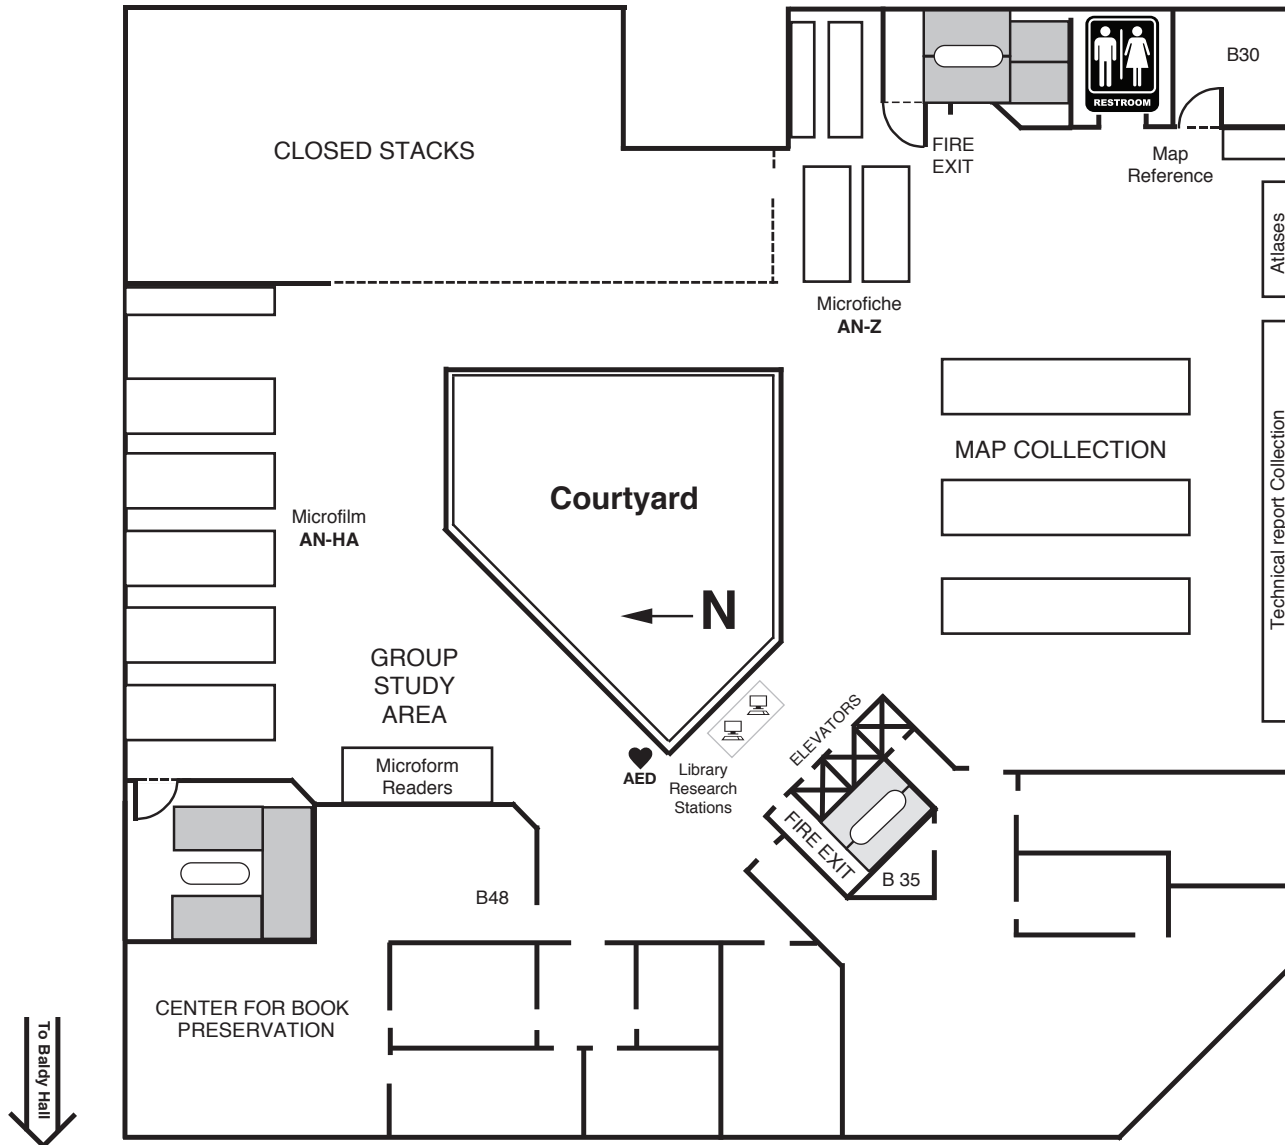 B30
RESTROOM
CLOSED STACKS
FIRE
EXIT
Map
Reference
Atlases
Microfiche
AN-Z
MAP COLLECTION
Technical report Collection
Courtyard
Microfilm
AN-HA
N
GROUP
STUDY
AREA
Microform
Readers
AED
Library
Research
Stations
ELEVATORS
FIRE EXIT
B 35
B48
CENTER FOR BOOK
PRESERVATION
To Baldy Hall